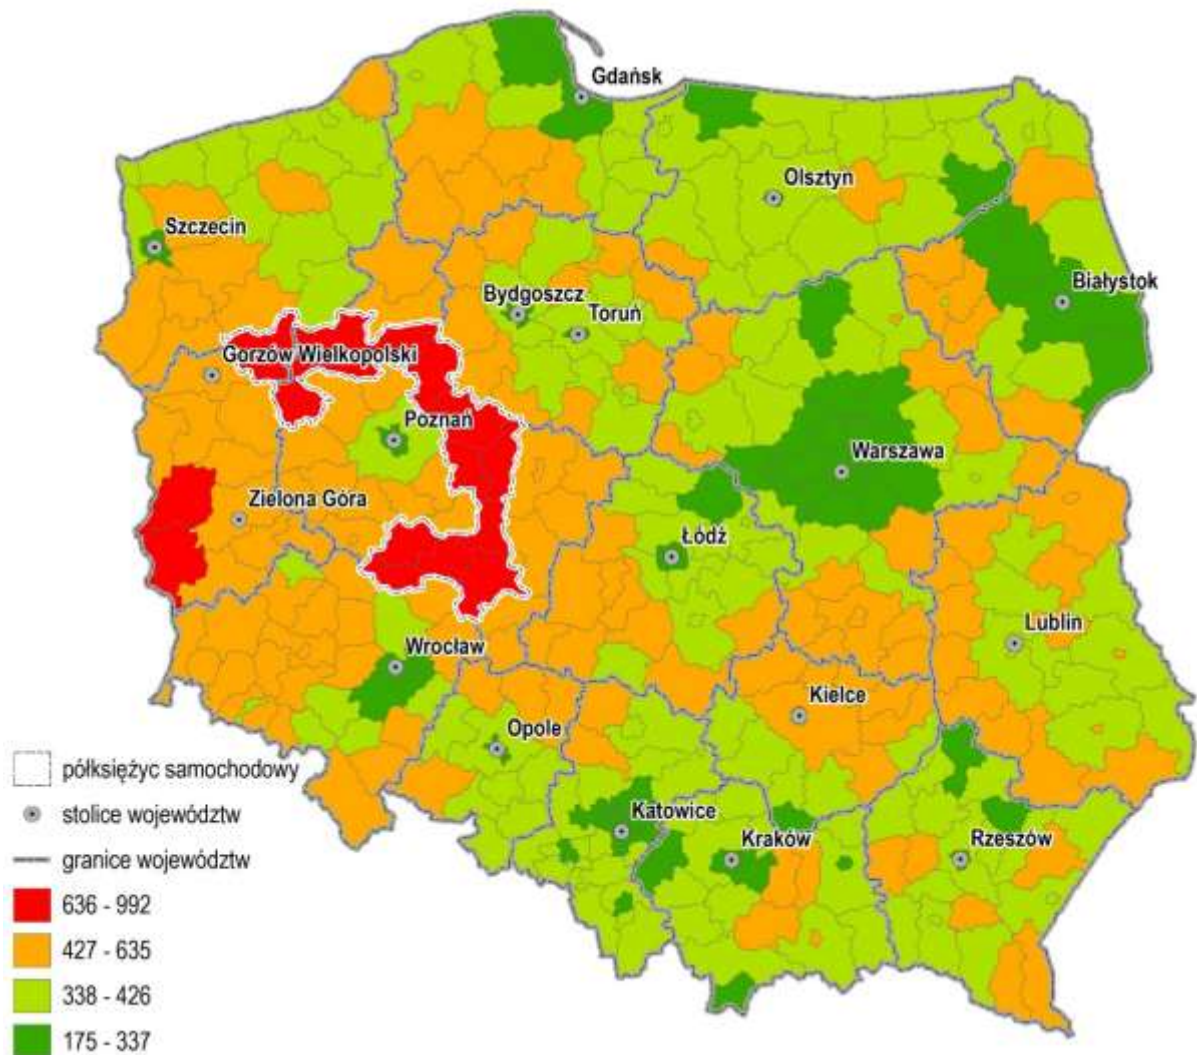 Gdańsk
Olsztyn
Szczecin
Białystok
Bydgoszcz
Toruń
Gorzów Wielkopolski
Poznań
Warszawa
Zielona Góra
Łódź
Lublin
Wrocław
Kielce
Opole
Katowice
Kraków
Rzeszów
półksiężyc samochodowy
stolice województw
granice województw
636 - 992
427 - 635
338 - 426
175 - 337